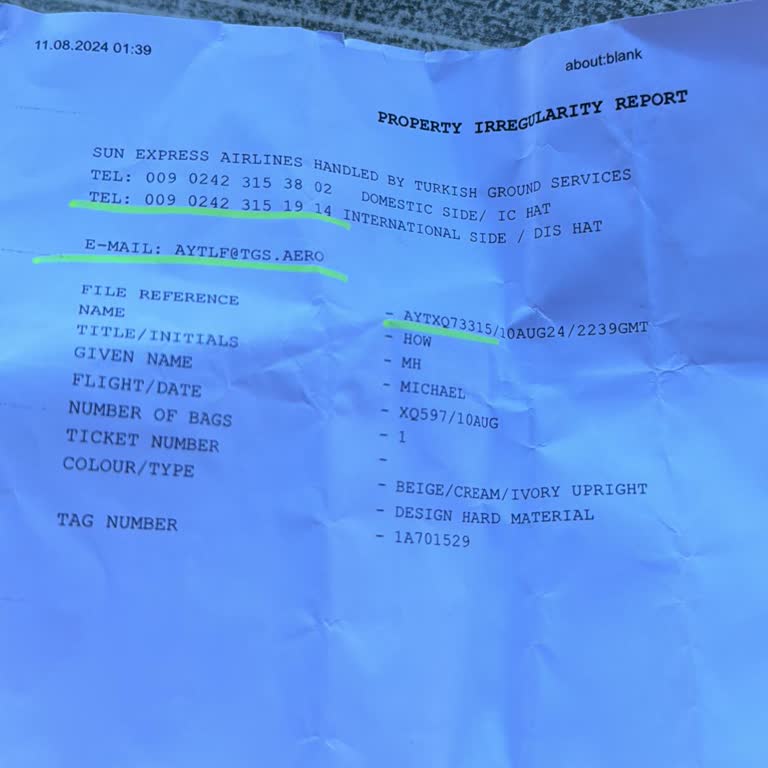 11.08.2024 01:39
about:blank
PROPERTY IRREGULARITY REPORT
SUN EXPRESS AIRLINES HANDLED BY TURKISH GROUND SERVICES
TEL: 009 0242 315 38 02 DOMESTIC SIDE/ IC HAT
TEL: 009 0242 315 19 14 INTERNATIONAL SIDE / DIS HAT
E-MAIL: AYTLF@TGS.AERO
FILE REFERENCE - AYTXQ73315/10AUG24/2239GMT
NAME - HOW
TITLE/INITIALS - MH
GIVEN NAME - MICHAEL
FLIGHT/DATE - XQ597/10AUG
NUMBER OF BAGS - 1
TICKET NUMBER -
COLOUR/TYPE - BEIGE/CREAM/IVORY UPRIGHT
- DESIGN HARD MATERIAL
TAG NUMBER - 1A701529